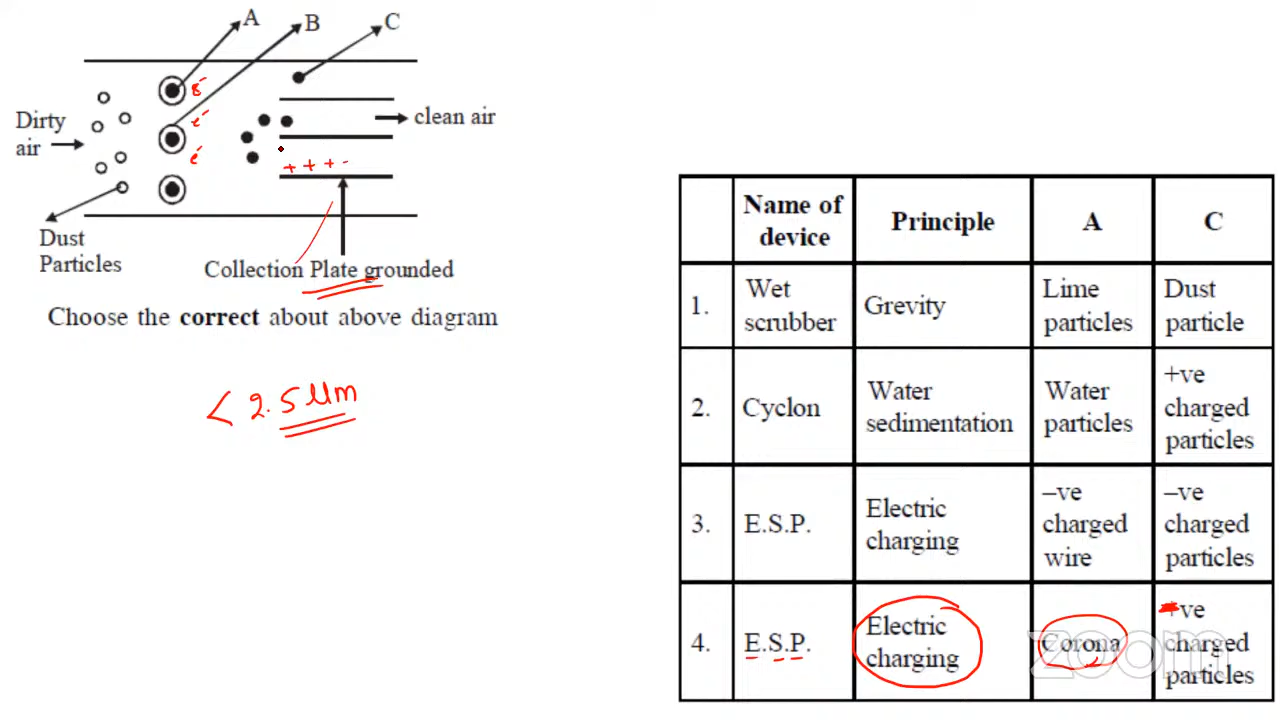 A
B
C
e⁻
Dirty
air
e⁻
e⁻
clean air
+ + + -
Dust
Particles
Collection Plate grounded
Choose the correct about above diagram
< 2.5 µm
Name of
device
Principle
A
C
1.
Wet
scrubber
Grevity
Lime
particles
Dust
particle
2.
Cyclon
Water
sedimentation
Water
particles
+ve
charged
particles
3.
E.S.P.
Electric
charging
–ve
charged
wire
–ve
charged
particles
4.
E.S.P.
Electric
charging
Corona
+ve
charged
particles
zoom